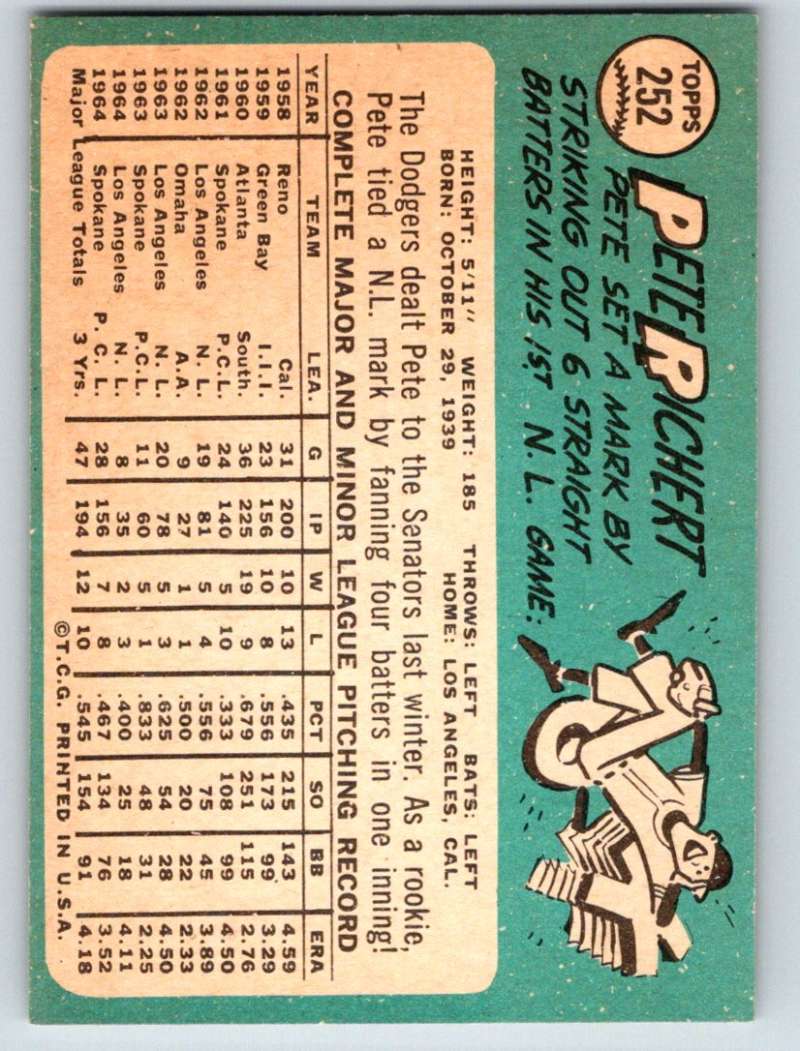 TOPPS
252
PETE RICHERT
PETE SET A MARK BY
STRIKING OUT 6 STRAIGHT
BATTERS IN HIS 1ST N. L. GAME.
HEIGHT: 5'11" WEIGHT: 185 THROWS: LEFT BATS: LEFT
BORN: OCTOBER 29, 1939 HOME: LOS ANGELES, CAL.
The Dodgers dealt Pete to the Senators last winter. As a rookie,
Pete tied a N.L. mark by fanning four batters in one inning!
COMPLETE MAJOR AND MINOR LEAGUE PITCHING RECORD
YEAR TEAM LEA. G IP W L PCT SO BB ERA
1958 Reno Cal. 31 200 10 13 .435 215 143 4.59
1959 Green Bay I.I.I. 23 156 10 8 .556 173 99 3.29
1960 Atlanta South. 36 225 19 9 .679 251 115 2.76
1961 Spokane P.C.L. 24 140 5 10 .333 108 99 4.50
1962 Los Angeles N. L. 19 81 5 4 .556 75 45 3.89
1962 Omaha A.A. 9 27 1 1 .500 20 22 2.33
1963 Los Angeles N. L. 20 78 5 3 .625 54 28 4.50
1963 Spokane P.C.L. 11 60 5 1 .833 48 31 2.25
1964 Los Angeles N. L. 8 35 2 3 .400 25 18 4.11
1964 Spokane P. C. L. 28 156 7 8 .467 134 76 3.52
Major League Totals 3 Yrs. 47 194 12 10 .545 154 91 4.18
©T.C.G. PRINTED IN U.S.A.